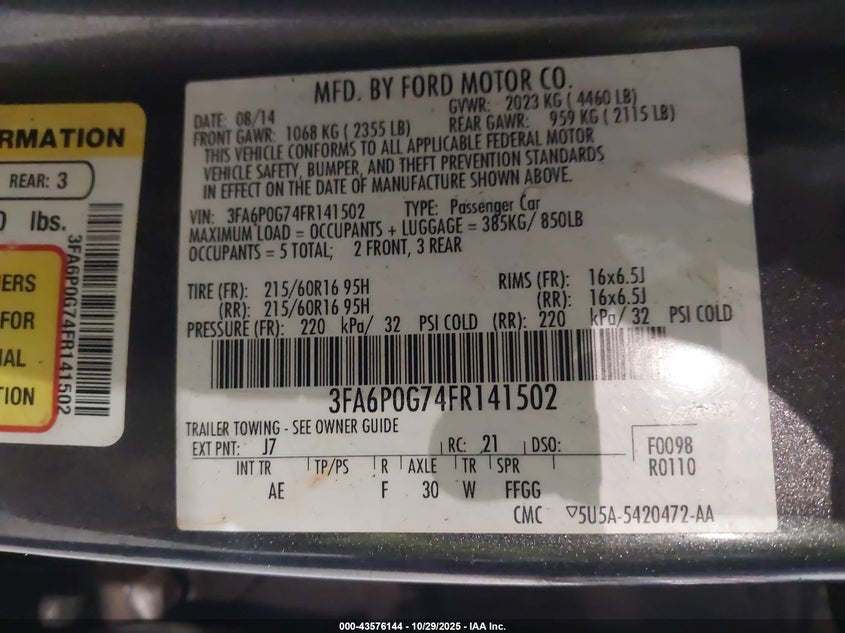 MFD. BY FORD MOTOR CO.
DATE: 08/14 GVWR: 2023 KG ( 4460 LB)
FRONT GAWR: 1068 KG ( 2355 LB) REAR GAWR: 959 KG ( 2115 LB)
THIS VEHICLE CONFORMS TO ALL APPLICABLE FEDERAL MOTOR
VEHICLE SAFETY, BUMPER, AND THEFT PREVENTION STANDARDS
IN EFFECT ON THE DATE OF MANUFACTURE SHOWN ABOVE.
VIN: 3FA6P0G74FR141502 TYPE: Passenger Car
MAXIMUM LOAD = OCCUPANTS + LUGGAGE = 385KG/ 850LB
OCCUPANTS = 5 TOTAL; 2 FRONT, 3 REAR
TIRE (FR): 215/60R16 95H RIMS (FR): 16x6.5J
(RR): 215/60R16 95H (RR): 16x6.5J
PRESSURE (FR): 220 kPa/ 32 PSI COLD (RR): 220 kPa/ 32 PSI COLD
3FA6P0G74FR141502
TRAILER TOWING - SEE OWNER GUIDE
EXT PNT: J7 RC: 21 DSO: F0098
R0110
INT TR TP/PS R AXLE TR SPR
AE F 30 W FFGG
CMC ▽5U5A-5420472-AA
RMATION
REAR: 3
0 lbs.
3FA6P0G74FR141502
ERS
FOR
IAL
TION
000-43576144 - 10/29/2025 - IAA Inc.